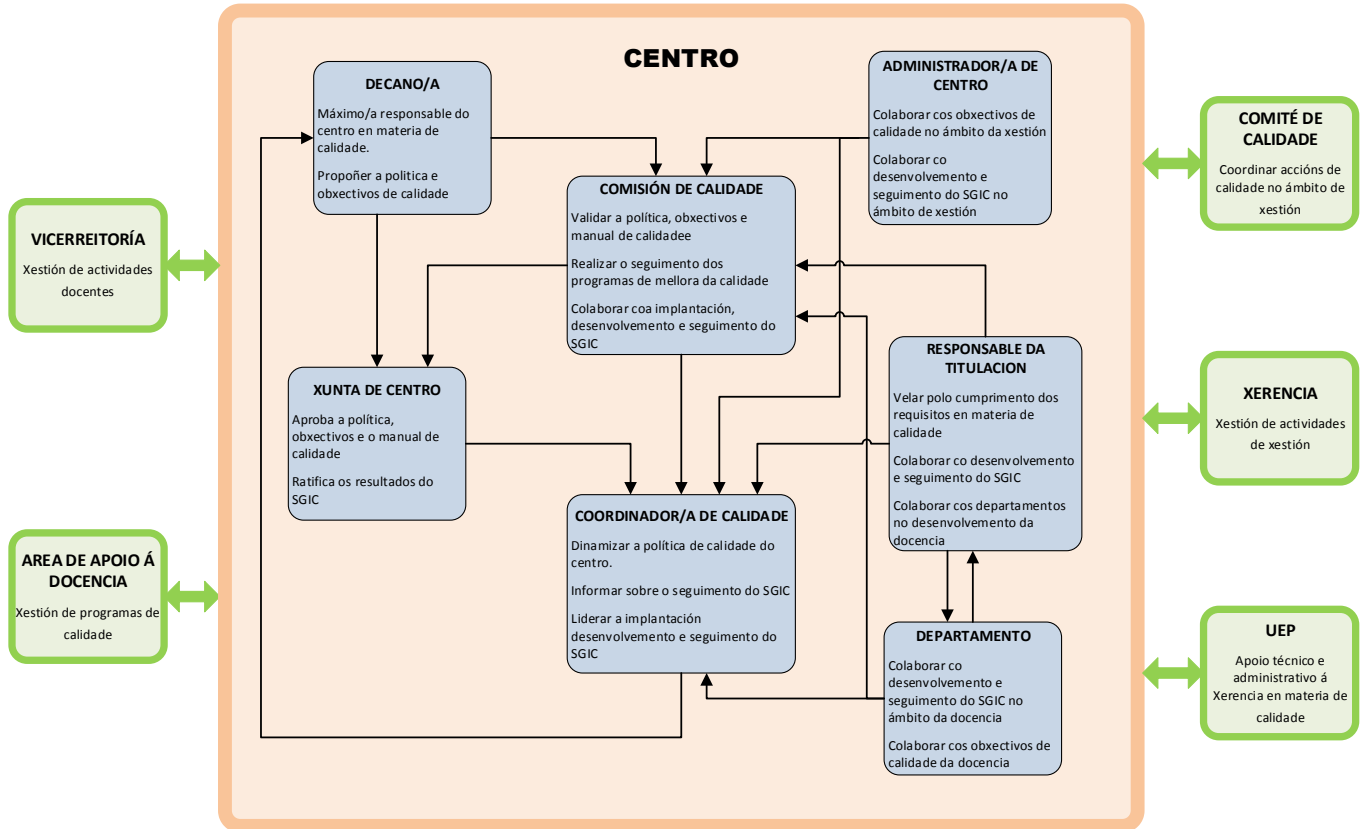 CENTRO
DECANO/A
Máximo/a responsable do
centro en materia de
calidade.
Propoñer a politica e
obxectivos de calidade
ADMINISTRADOR/A DE
CENTRO
Colaborar cos obxectivos de
calidade no ámbito da xestión
Colaborar co
desenvolvemento e
seguimento do SGIC no
ámbito de xestión
COMITÉ DE
CALIDADE
Coordinar accións de
calidade no ámbito de
xestión
COMISIÓN DE CALIDADE
Validar a política, obxectivos e
manual de calidadee
Realizar o seguimento dos
programas de mellora da calidade
Colaborar coa implantación,
desenvolvemento e seguimento do
SGIC
VICERREITORÍA
Xestión de actividades
docentes
XUNTA DE CENTRO
Aproba a política,
obxectivos e o manual de
calidade
Ratifica os resultados do
SGIC
RESPONSABLE DA
TITULACION
Velar polo cumprimento dos
requisitos en materia de
calidade
Colaborar co desenvolvemento
e seguimento do SGIC
Colaborar cos departamentos
no desenvolvemento da
docencia
XERENCIA
Xestión de actividades
de xestión
COORDINADOR/A DE CALIDADE
Dinamizar a política de calidade do
centro.
Informar sobre o seguimento do SGIC
Liderar a implantación
desenvolvemento e seguimento do
SGIC
AREA DE APOIO Á
DOCENCIA
Xestión de programas de
calidade
DEPARTAMENTO
Colaborar co
desenvolvemento e
seguimento do SGIC no
ámbito da docencia
Colaborar cos obxectivos de
calidade da docencia
UEP
Apoio técnico e
administrativo á
Xerencia en materia de
calidade